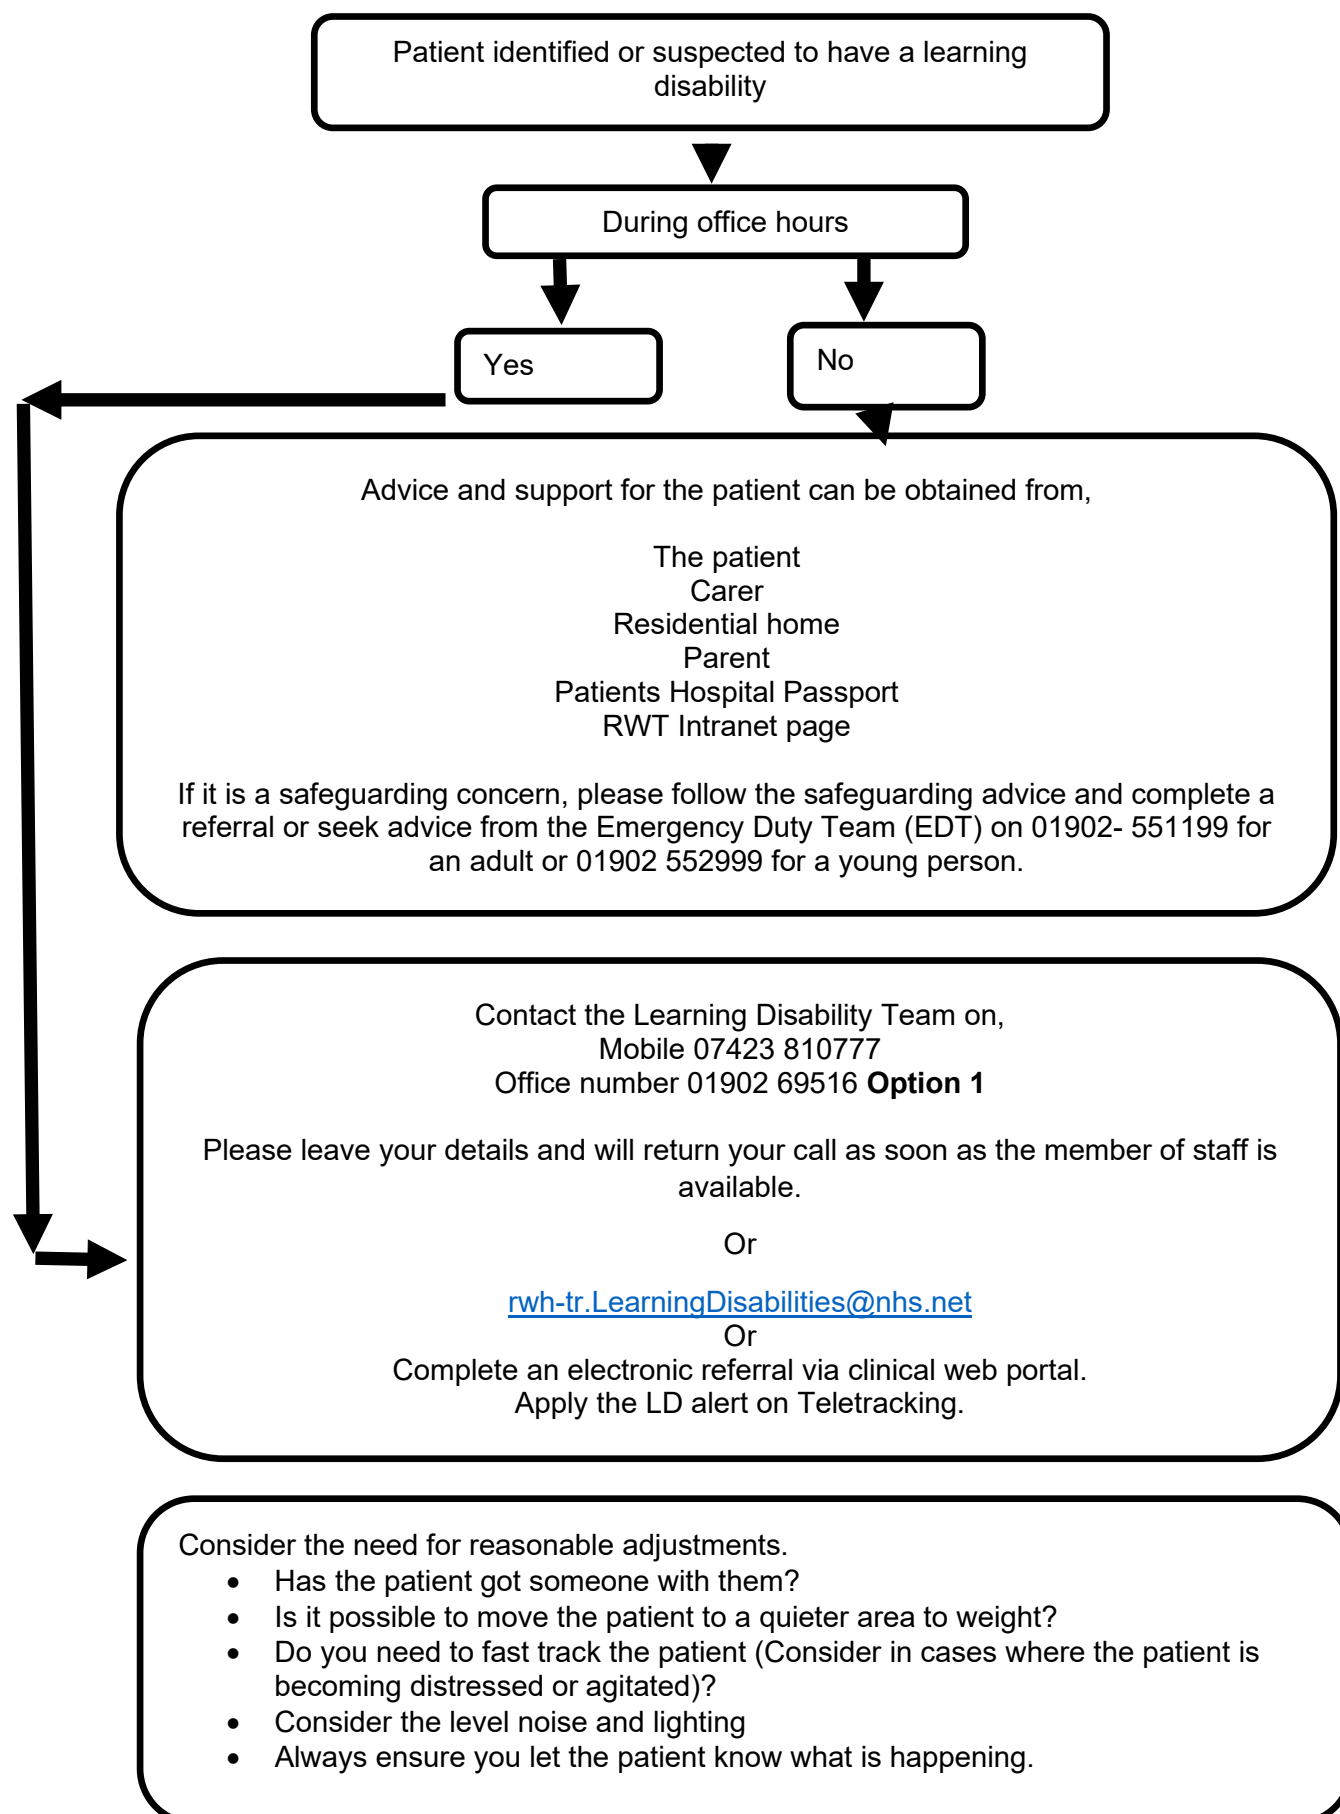 Patient identified or suspected to have a learning
disability
During office hours
Yes
No
Advice and support for the patient can be obtained from,
The patient
Carer
Residential home
Parent
Patients Hospital Passport
RWT Intranet page
If it is a safeguarding concern, please follow the safeguarding advice and complete a
referral or seek advice from the Emergency Duty Team (EDT) on 01902- 551199 for
an adult or 01902 552999 for a young person.
Contact the Learning Disability Team on,
Mobile 07423 810777
Office number 01902 69516 Option 1
Please leave your details and will return your call as soon as the member of staff is
available.
Or
rwh-tr.LearningDisabilities@nhs.net
Or
Complete an electronic referral via clinical web portal.
Apply the LD alert on Teletracking.
Consider the need for reasonable adjustments.
• Has the patient got someone with them?
• Is it possible to move the patient to a quieter area to weight?
• Do you need to fast track the patient (Consider in cases where the patient is
becoming distressed or agitated)?
• Consider the level noise and lighting
• Always ensure you let the patient know what is happening.